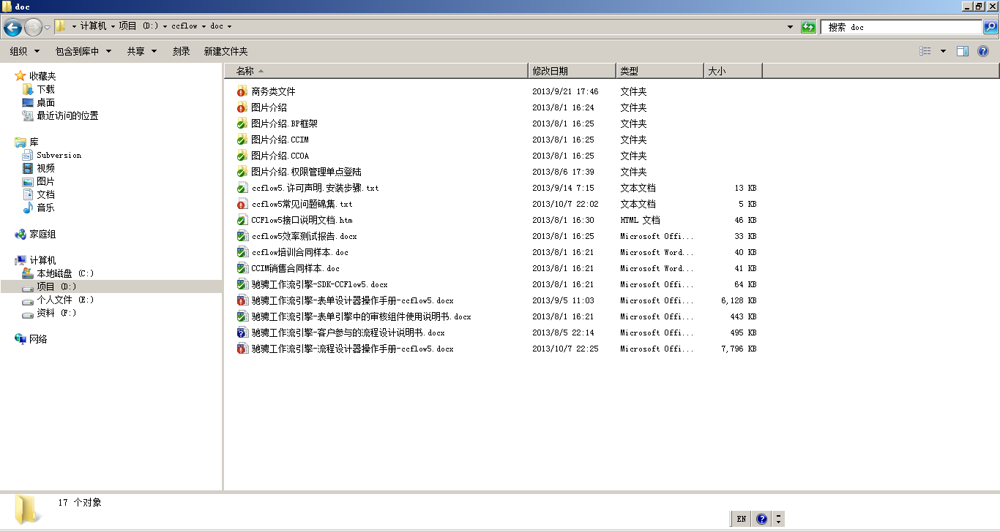 doc
计算机 项目 (D:) ccflow doc
搜索 doc
组织 包含到库中 共享 刻录 新建文件夹
收藏夹
下载
桌面
最近访问的位置
库
Subversion
视频
图片
文档
音乐
家庭组
计算机
本地磁盘 (C:)
项目 (D:)
个人文件 (E:)
资料 (F:)
网络
名称 修改日期 类型 大小
商务类文件 2013/9/21 17:46 文件夹
图片介绍 2013/8/1 16:24 文件夹
图片介绍.BP框架 2013/8/1 16:25 文件夹
图片介绍.CCIM 2013/8/1 16:25 文件夹
图片介绍.CCOA 2013/8/1 16:25 文件夹
图片介绍.权限管理单点登陆 2013/8/6 17:39 文件夹
ccflow5.许可声明.安装步骤.txt 2013/9/14 7:15 文本文档 13 KB
ccflow5常见问题锦集.txt 2013/10/7 22:02 文本文档 5 KB
CCFlow5接口说明文档.htm 2013/8/1 16:30 HTML 文档 46 KB
ccflow5效率测试报告.docx 2013/8/1 16:25 Microsoft Offi... 33 KB
ccflow培训合同样本.doc 2013/8/1 16:21 Microsoft Word... 40 KB
CCIM销售合同样本.doc 2013/8/1 16:21 Microsoft Word... 41 KB
驰骋工作流引擎-SDK-CCFlow5.docx 2013/8/1 16:21 Microsoft Offi... 64 KB
驰骋工作流引擎-表单设计器操作手册-ccflow5.docx 2013/9/5 11:03 Microsoft Offi... 6,128 KB
驰骋工作流引擎-表单引擎中的审核组件使用说明书.docx 2013/8/1 16:21 Microsoft Offi... 443 KB
驰骋工作流引擎-客户参与的流程设计说明书.docx 2013/8/5 22:14 Microsoft Offi... 495 KB
驰骋工作流引擎-流程设计器操作手册-ccflow5.docx 2013/10/7 22:25 Microsoft Offi... 7,796 KB
17 个对象
EN